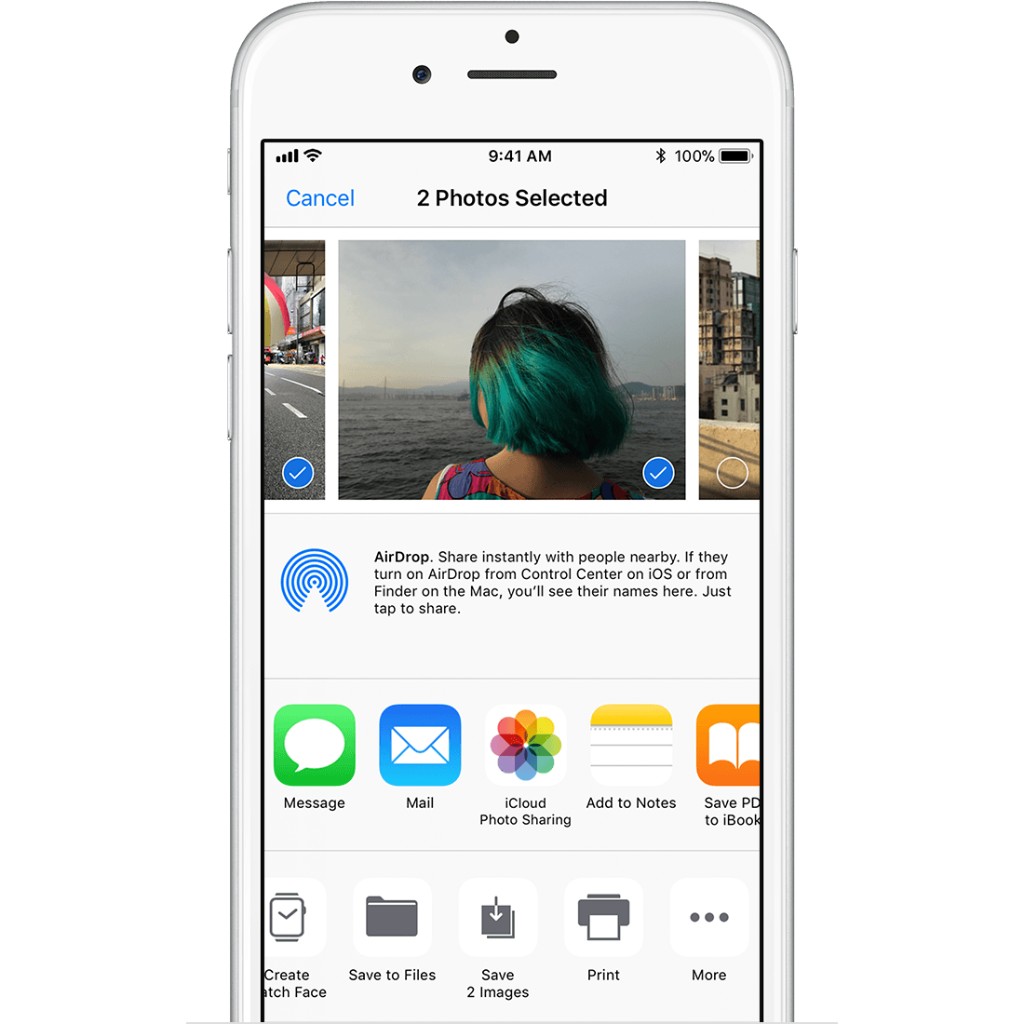 9:41 AM
100%
Cancel
2 Photos Selected
AirDrop. Share instantly with people nearby. If they
turn on AirDrop from Control Center on iOS or from
Finder on the Mac, you’ll see their names here. Just
tap to share.
Message
Mail
iCloud
Photo Sharing
Add to Notes
Save PD
to iBook
Create
atch Face
Save to Files
Save
2 Images
Print
More